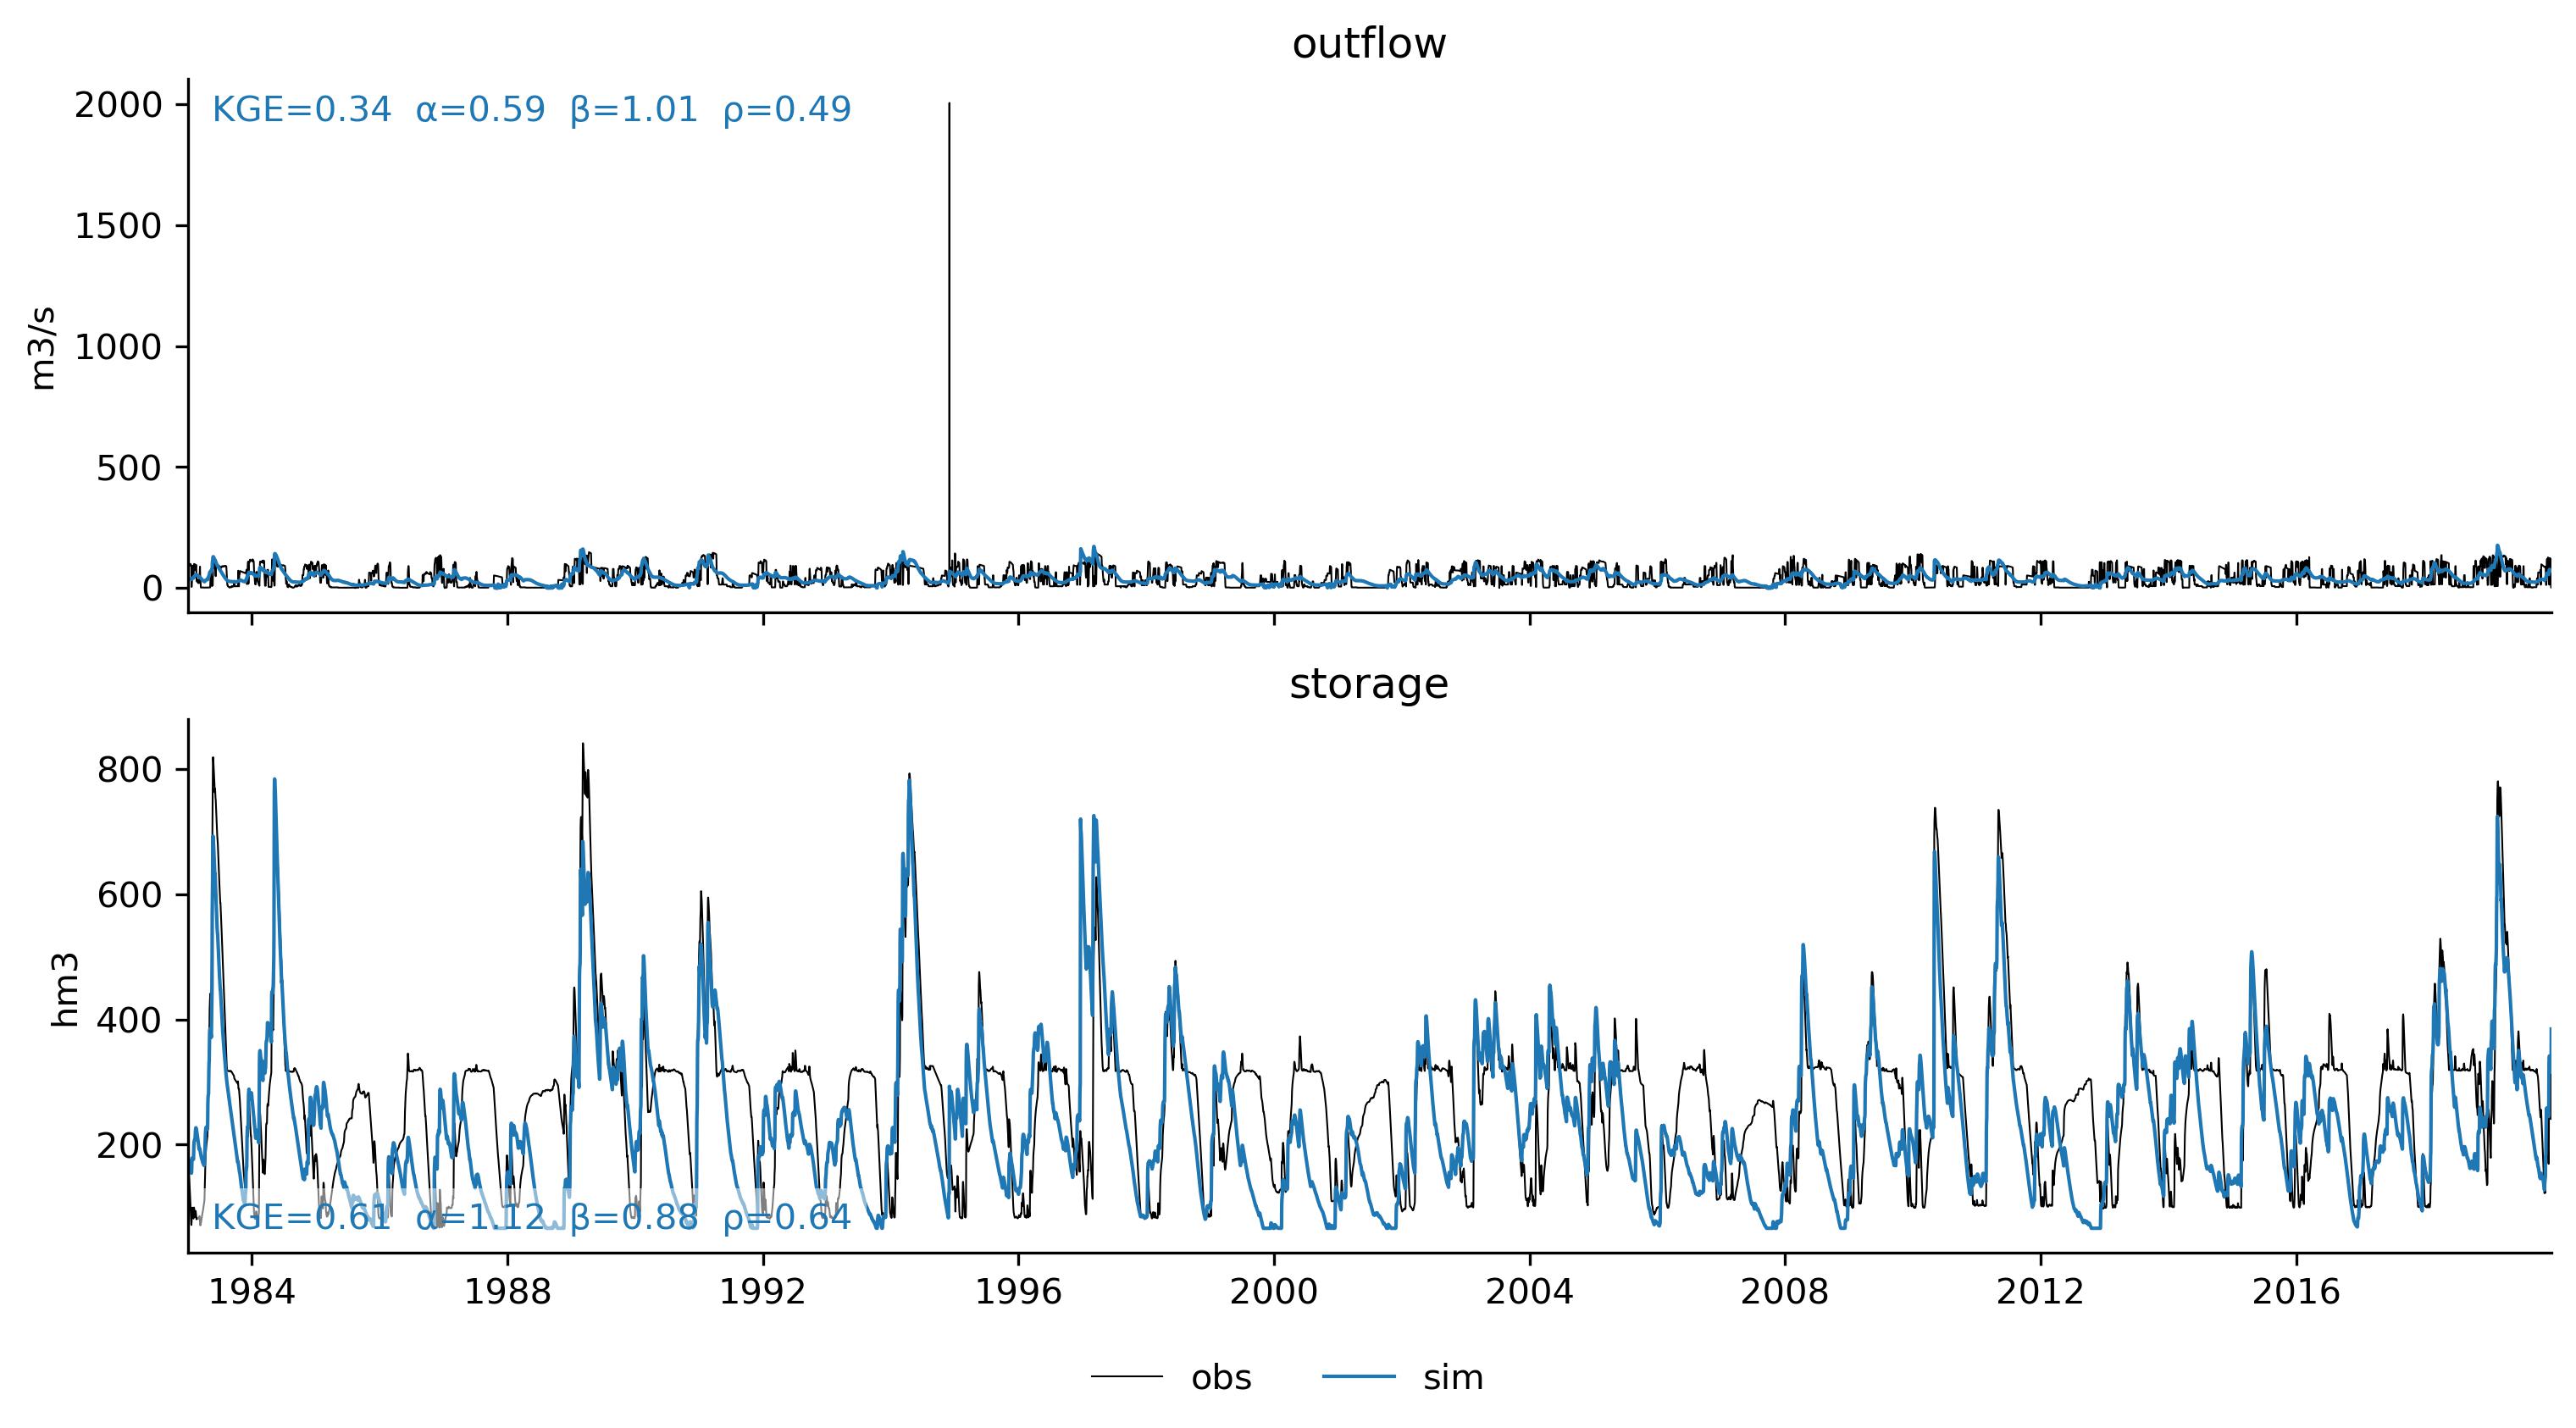 outflow
KGE=0.34 α=0.59 β=1.01 ρ=0.49
2000
1500
1000
500
0
m3/s
storage
800
600
400
200
hm3
KGE=0.61 α=1.12 β=0.88 ρ=0.64
1984 1988 1992 1996 2000 2004 2008 2012 2016
obs sim